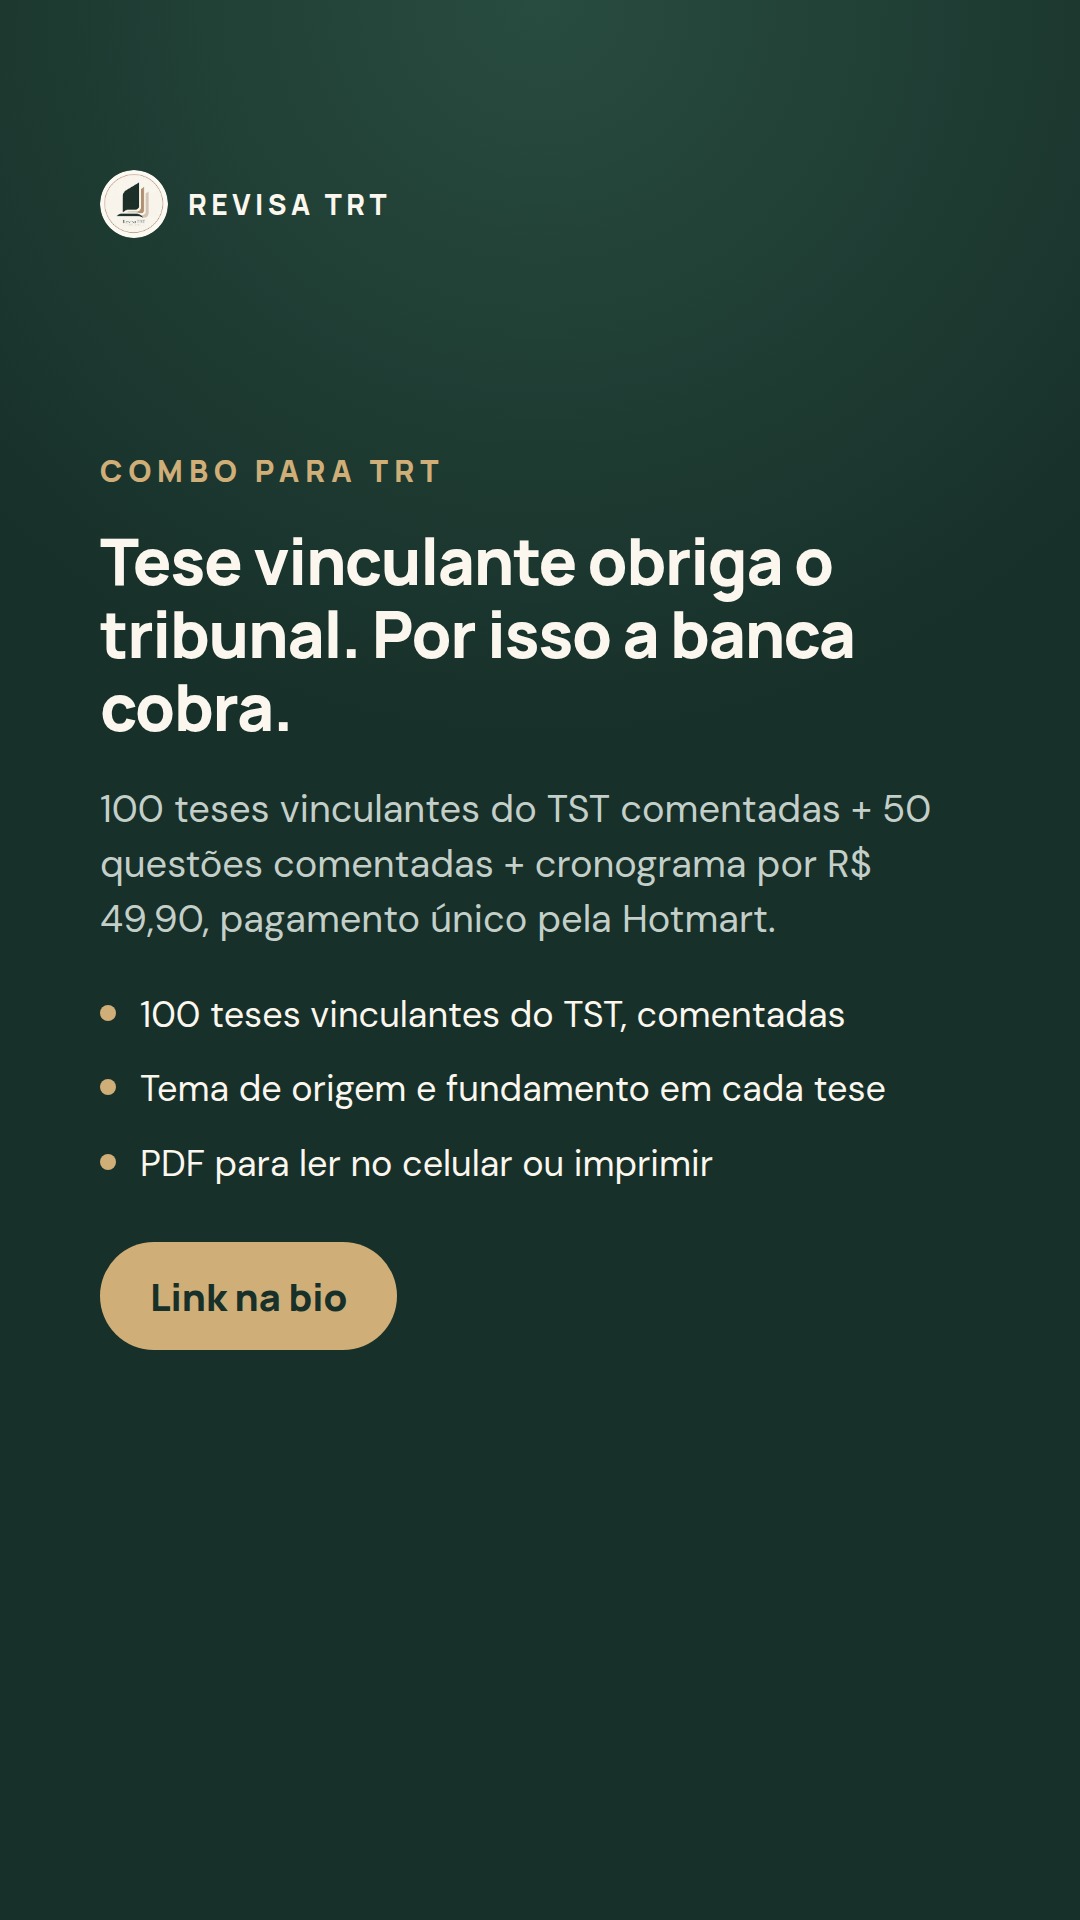 REVISA TRT
COMBO PARA TRT
Tese vinculante obriga o
tribunal. Por isso a banca
cobra.
100 teses vinculantes do TST comentadas + 50
questões comentadas + cronograma por R$
49,90, pagamento único pela Hotmart.
100 teses vinculantes do TST, comentadas
Tema de origem e fundamento em cada tese
PDF para ler no celular ou imprimir
Link na bio